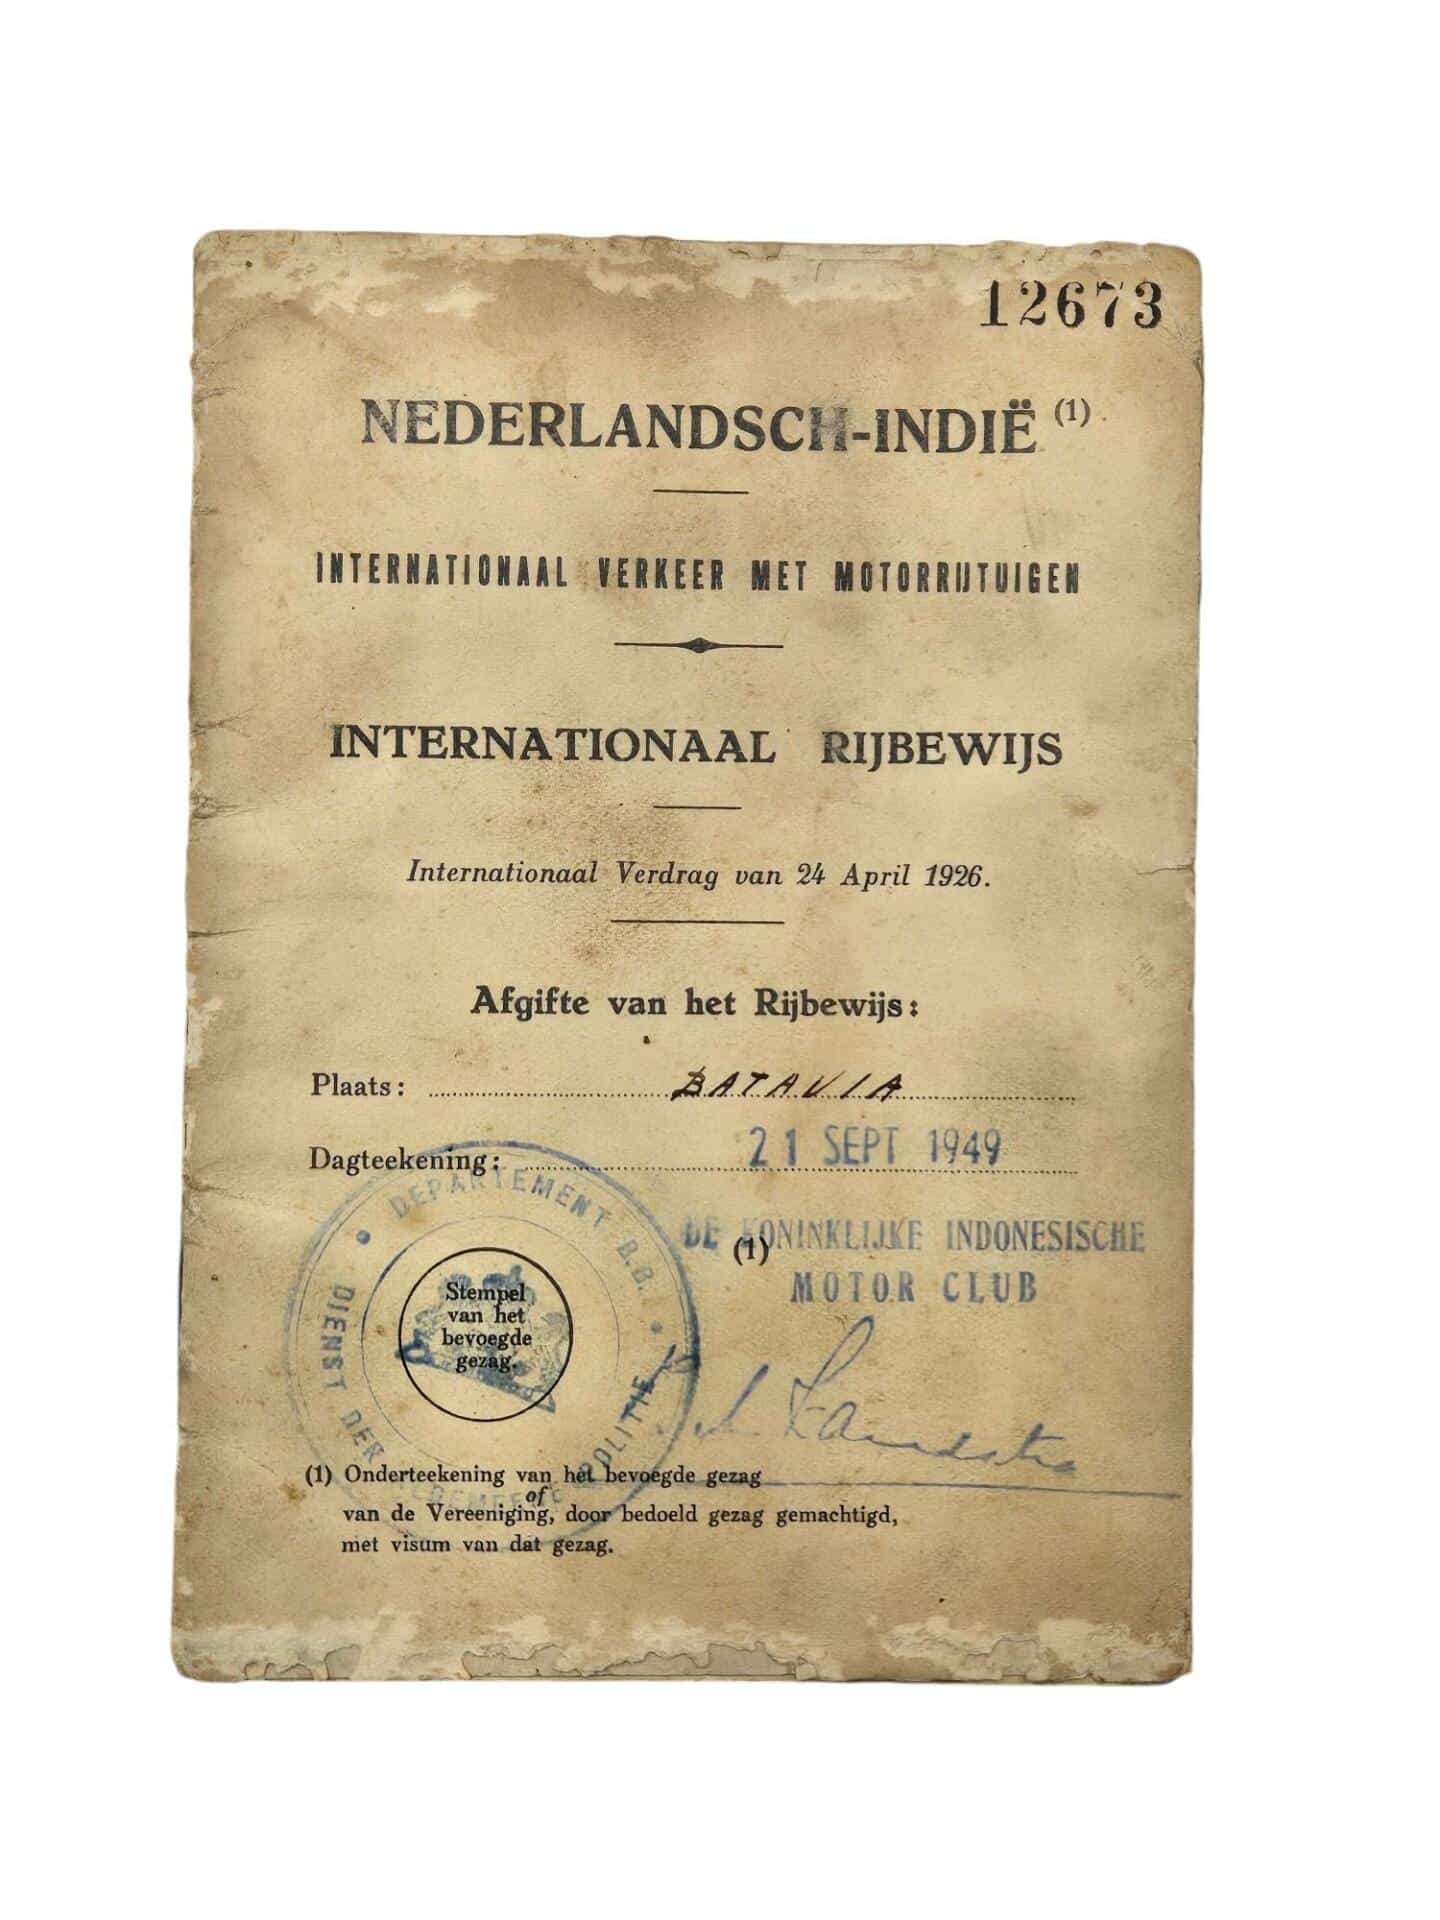 12673
NEDERLANDSCH-INDIË (1)
INTERNATIONAAL VERKEER MET MOTORRIJTUIGEN
INTERNATIONAAL RIJBEWIJS
Internationaal Verdrag van 24 April 1926.
Afgifte van het Rijbewijs:
Plaats: BATAVIA
Dagteekening: 21 SEPT 1949
DEPARTEMENT B.B.
DIENST DER ALGEMEENE POLITIE
DE KONINKLIJKE INDONESISCHE
(1)
MOTOR CLUB
Stempel
van het
bevoegde
gezag.
(1) Onderteekening van het bevoegde gezag
of
van de Vereeniging, door bedoeld gezag gemachtigd,
met visum van dat gezag.